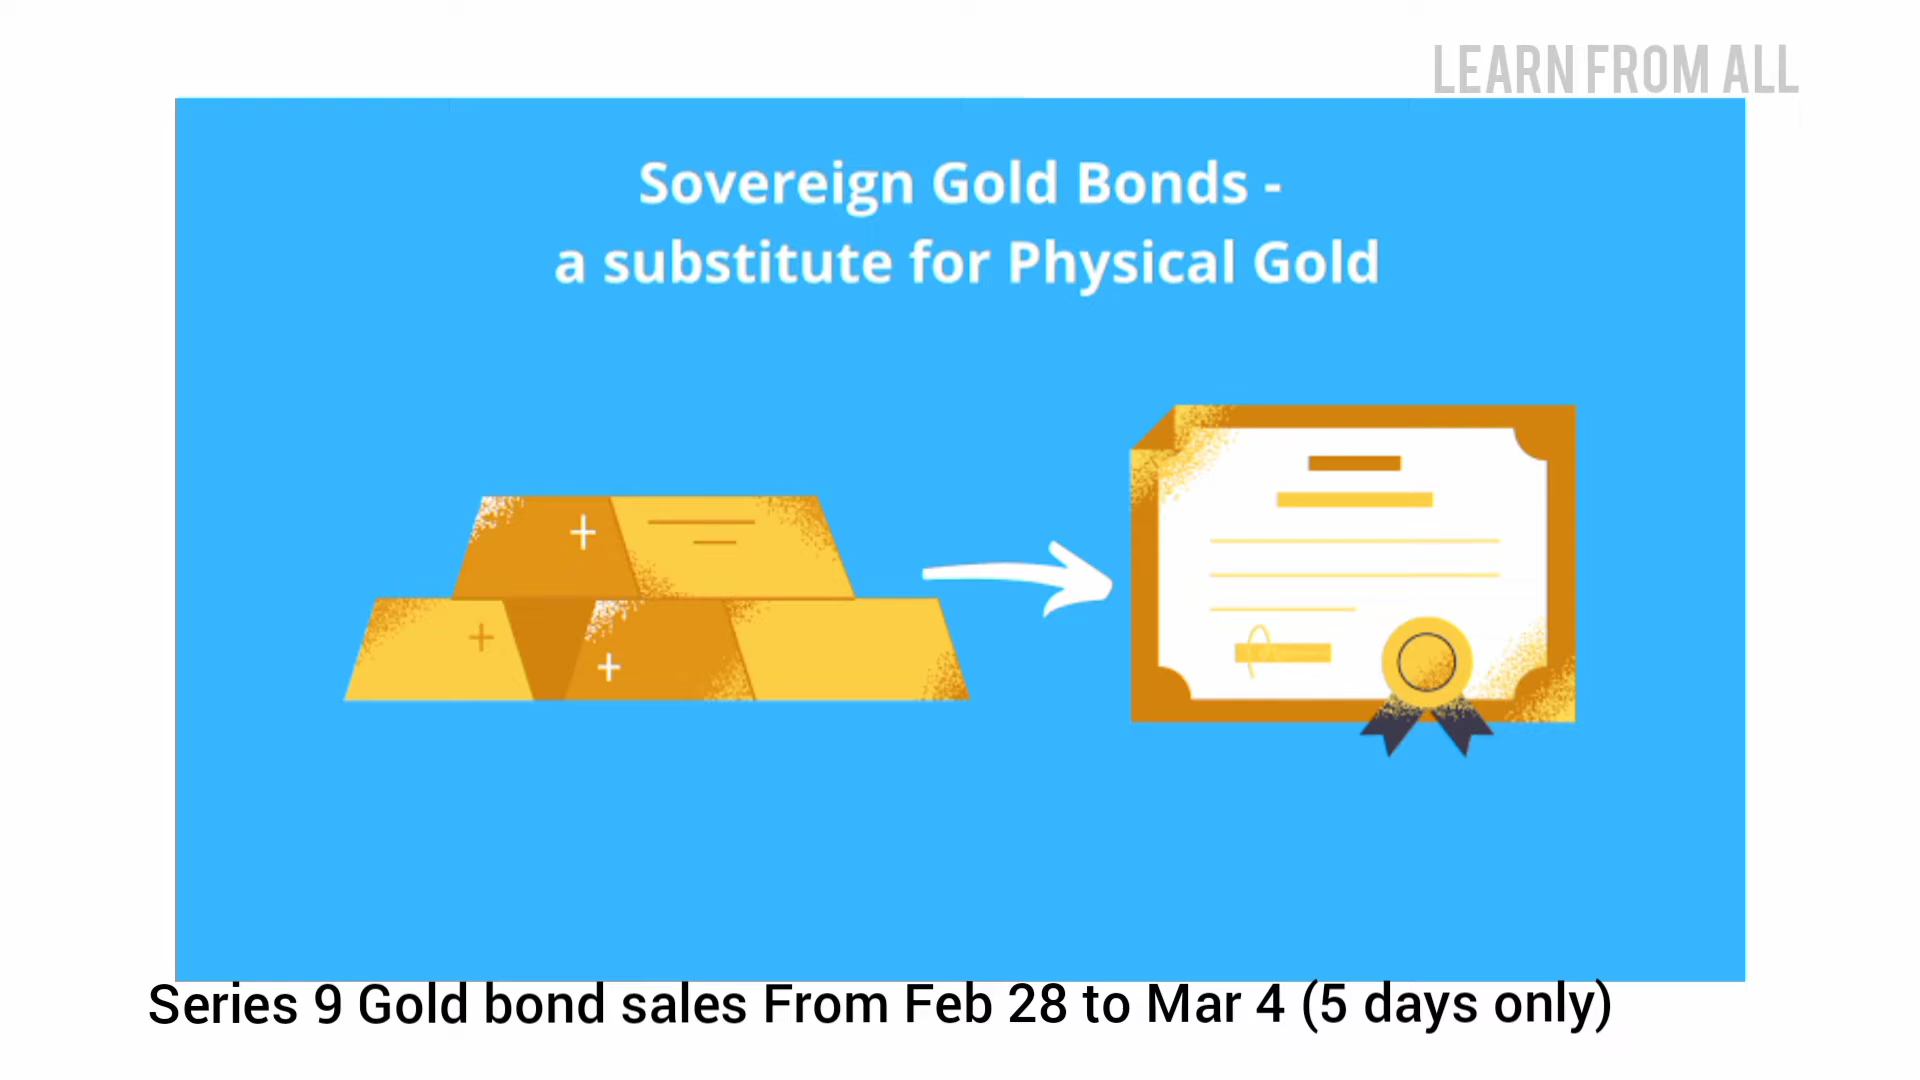 LEARN FROM ALL
Sovereign Gold Bonds -
a substitute for Physical Gold
Series 9 Gold bond sales From Feb 28 to Mar 4 (5 days only)